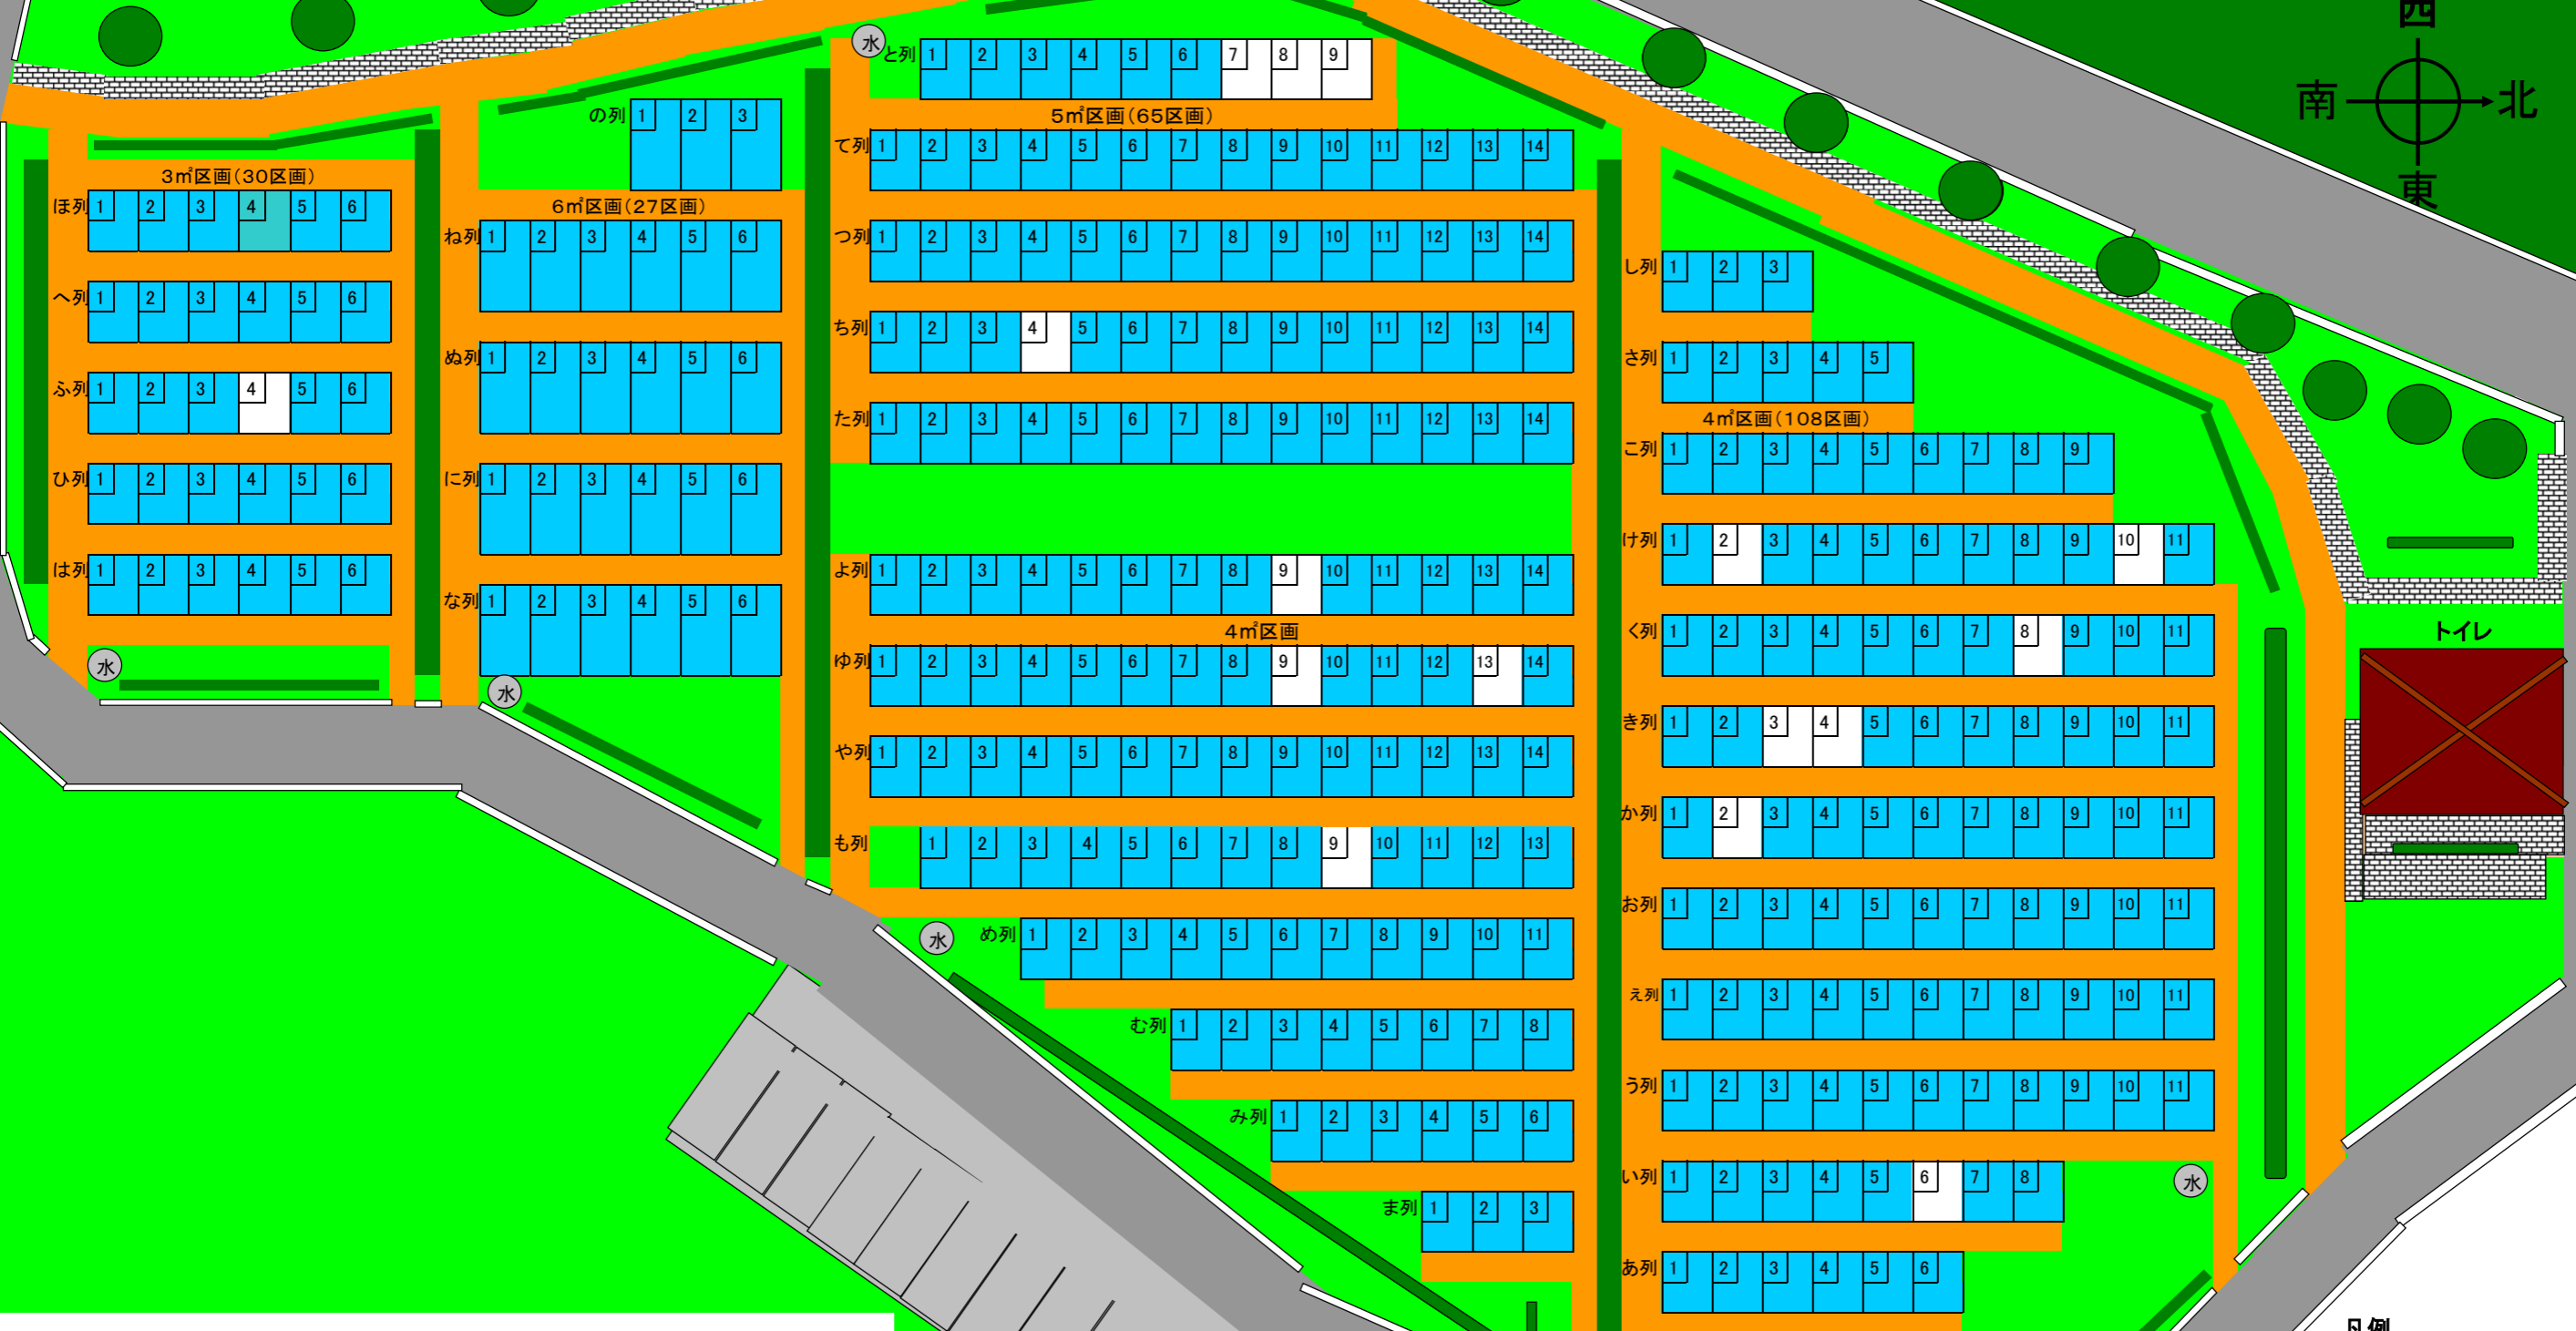 西
南 北
東
水
と列 1 2 3 4 5 6 7 8 9
5㎡区画(65区画)
て列 1 2 3 4 5 6 7 8 9 10 11 12 13 14
つ列 1 2 3 4 5 6 7 8 9 10 11 12 13 14
ち列 1 2 3 4 5 6 7 8 9 10 11 12 13 14
た列 1 2 3 4 5 6 7 8 9 10 11 12 13 14
の列 1 2 3
6㎡区画(27区画)
ね列 1 2 3 4 5 6
ぬ列 1 2 3 4 5 6
に列 1 2 3 4 5 6
な列 1 2 3 4 5 6
水
3㎡区画(30区画)
ほ列 1 2 3 4 5 6
へ列 1 2 3 4 5 6
ふ列 1 2 3 4 5 6
ひ列 1 2 3 4 5 6
は列 1 2 3 4 5 6
水
よ列 1 2 3 4 5 6 7 8 9 10 11 12 13 14
4㎡区画
ゆ列 1 2 3 4 5 6 7 8 9 10 11 12 13 14
や列 1 2 3 4 5 6 7 8 9 10 11 12 13 14
も列 1 2 3 4 5 6 7 8 9 10 11 12 13
水
め列 1 2 3 4 5 6 7 8 9 10 11
む列 1 2 3 4 5 6 7 8
み列 1 2 3 4 5 6
ま列 1 2 3
し列 1 2 3
さ列 1 2 3 4 5
4㎡区画(108区画)
こ列 1 2 3 4 5 6 7 8 9
け列 1 2 3 4 5 6 7 8 9 10 11
く列 1 2 3 4 5 6 7 8 9 10 11
き列 1 2 3 4 5 6 7 8 9 10 11
か列 1 2 3 4 5 6 7 8 9 10 11
お列 1 2 3 4 5 6 7 8 9 10 11
え列 1 2 3 4 5 6 7 8 9 10 11
う列 1 2 3 4 5 6 7 8 9 10 11
い列 1 2 3 4 5 6 7 8
水
あ列 1 2 3 4 5 6
トイレ
凡例